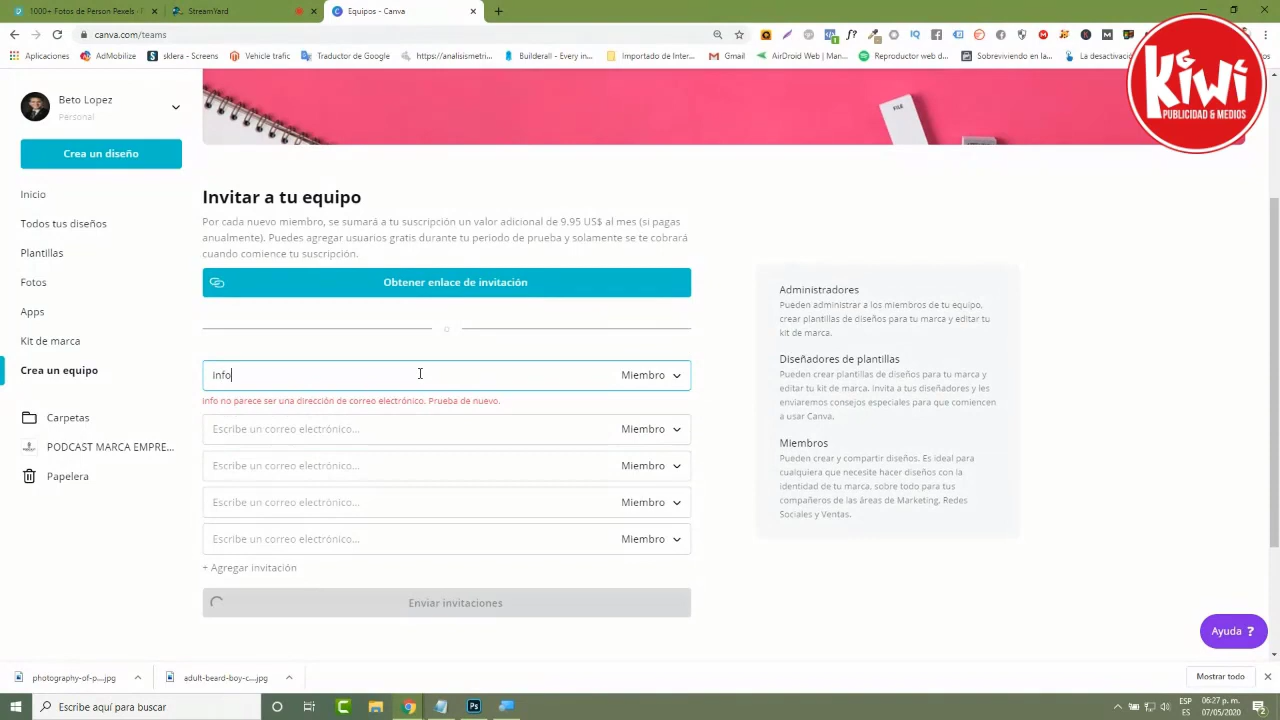 1000+ Fotos de Person Pexels -
StreamYard
Equipos - Canva
canva.com/teams
Aplicaciones
AdMobilize
sklera - Systems
Vehicle trafic
Traductor de Google
https://analisismetri...
Builderall - Every in...
Importado de Inter...
Gmail
AirDroid Web | Man...
Reproductor web de...
Sobreviviendo en la...
La desactivació
KiWi
PUBLICIDAD & MEDIOS
FILE
Beto Lopez
Personal
Crea un diseño
Inicio
Todos tus diseños
Plantillas
Fotos
Apps
Kit de marca
Crea un equipo
Carpetas
PODCAST MARCA EMPRE...
Papelera
Invitar a tu equipo
Por cada nuevo miembro, se sumará a tu suscripción un valor adicional de 9.95 US$ al mes (si pagas
anualmente). Puedes agregar usuarios gratis durante tu periodo de prueba y solamente se te cobrará
cuando comience tu suscripción.
Obtener enlace de invitación
o
Info
Miembro
Info no parece ser una dirección de correo electrónico. Prueba de nuevo.
Escribe un correo electrónico...
Miembro
Escribe un correo electrónico...
Miembro
Escribe un correo electrónico...
Miembro
Escribe un correo electrónico...
Miembro
+ Agregar invitación
Enviar invitaciones
Administradores
Pueden administrar a los miembros de tu equipo,
crear plantillas de diseños para tu marca y editar tu
kit de marca.
Diseñadores de plantillas
Pueden crear plantillas de diseños para tu marca y
editar tu kit de marca. Invita a tus diseñadores y les
enviaremos consejos especiales para que comiencen
a usar Canva.
Miembros
Pueden crear y compartir diseños. Es ideal para
cualquiera que necesite hacer diseños con la
identidad de tu marca, sobre todo para tus
compañeros de las áreas de Marketing, Redes
Sociales y Ventas.
Ayuda ?
photography-of-p....jpg
adult-beard-boy-c....jpg
Mostrar todo
Escribe aquí para buscar
Ps
ESP
ES
06:27 p. m.
07/05/2020
2